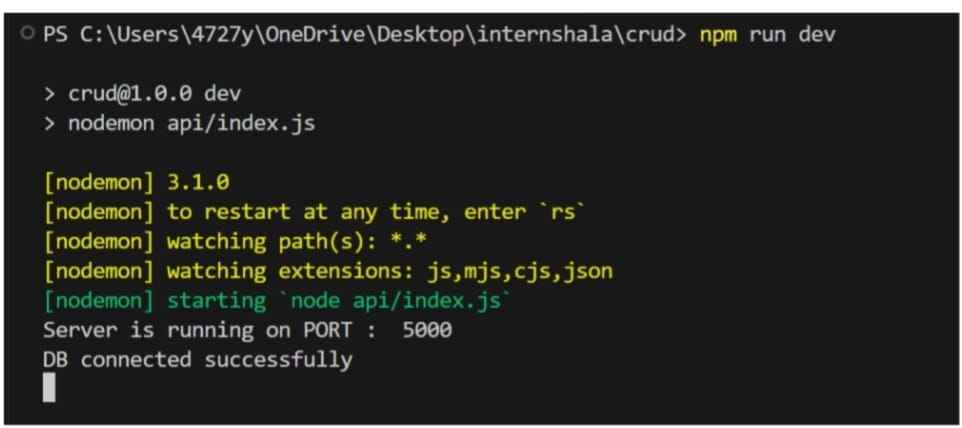 PS C:\Users\4727y\OneDrive\Desktop\internshala\crud> npm run dev
> crud@1.0.0 dev
> nodemon api/index.js
[nodemon] 3.1.0
[nodemon] to restart at any time, enter `rs`
[nodemon] watching path(s): *.*
[nodemon] watching extensions: js,mjs,cjs,json
[nodemon] starting `node api/index.js`
Server is running on PORT :  5000
DB connected successfully